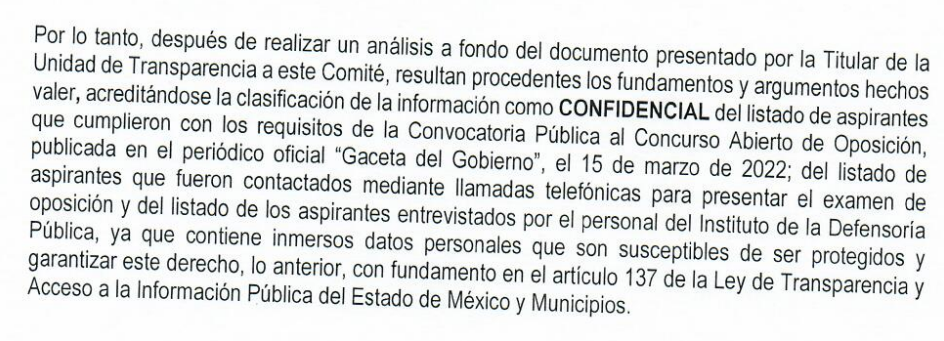 Por lo tanto, después de realizar un análisis a fondo del documento presentado por la Titular de la
Unidad de Transparencia a este Comité, resultan procedentes los fundamentos y argumentos hechos
valer, acreditándose la clasificación de la información como CONFIDENCIAL del listado de aspirantes
que cumplieron con los requisitos de la Convocatoria Pública al Concurso Abierto de Oposición,
publicada en el periódico oficial “Gaceta del Gobierno”, el 15 de marzo de 2022; del listado de
aspirantes que fueron contactados mediante llamadas telefónicas para presentar el examen de
oposición y del listado de los aspirantes entrevistados por el personal del Instituto de la Defensoría
Pública, ya que contiene inmersos datos personales que son susceptibles de ser protegidos y
garantizar este derecho, lo anterior, con fundamento en el artículo 137 de la Ley de Transparencia y
Acceso a la Información Pública del Estado de México y Municipios.